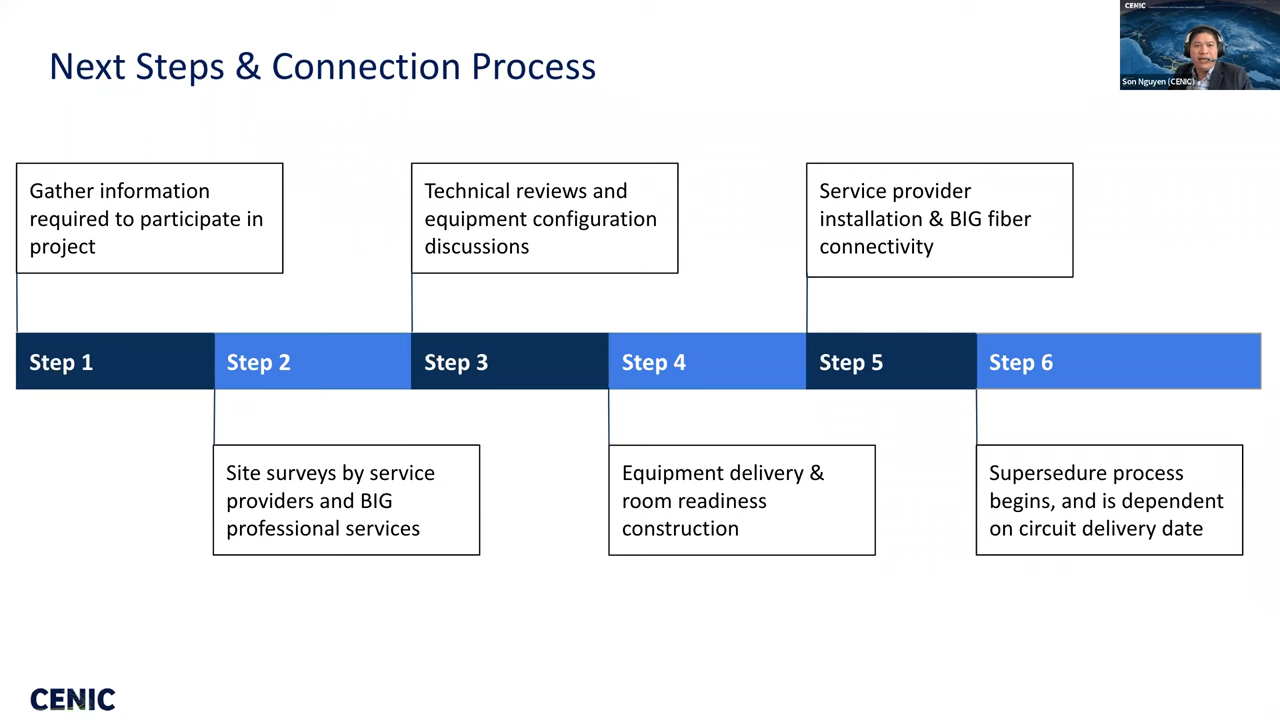 CENIC
Next Steps & Connection Process
Son Nguyen (CENIC)
Gather information
required to participate in
project
Technical reviews and
equipment configuration
discussions
Service provider
installation & BIG fiber
connectivity
Step 1
Step 2
Step 3
Step 4
Step 5
Step 6
Site surveys by service
providers and BIG
professional services
Equipment delivery &
room readiness
construction
Supersedure process
begins, and is dependent
on circuit delivery date
CENIC